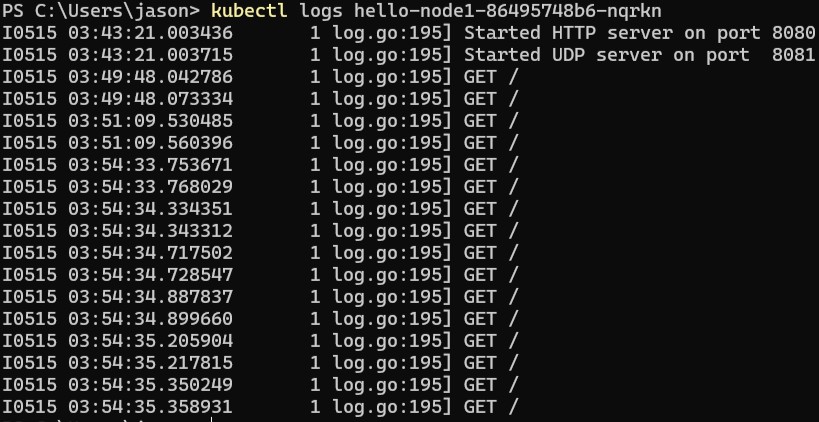 PS C:\Users\jason> kubectl logs hello-node1-86495748b6-nqrkn
I0515 03:43:21.003436       1 log.go:195] Started HTTP server on port 8080
I0515 03:43:21.003715       1 log.go:195] Started UDP server on port  8081
I0515 03:49:48.042786       1 log.go:195] GET /
I0515 03:49:48.073334       1 log.go:195] GET /
I0515 03:51:09.530485       1 log.go:195] GET /
I0515 03:51:09.560396       1 log.go:195] GET /
I0515 03:54:33.753671       1 log.go:195] GET /
I0515 03:54:33.768029       1 log.go:195] GET /
I0515 03:54:34.334351       1 log.go:195] GET /
I0515 03:54:34.343312       1 log.go:195] GET /
I0515 03:54:34.717502       1 log.go:195] GET /
I0515 03:54:34.728547       1 log.go:195] GET /
I0515 03:54:34.887837       1 log.go:195] GET /
I0515 03:54:34.899660       1 log.go:195] GET /
I0515 03:54:35.205904       1 log.go:195] GET /
I0515 03:54:35.217815       1 log.go:195] GET /
I0515 03:54:35.350249       1 log.go:195] GET /
I0515 03:54:35.358931       1 log.go:195] GET /